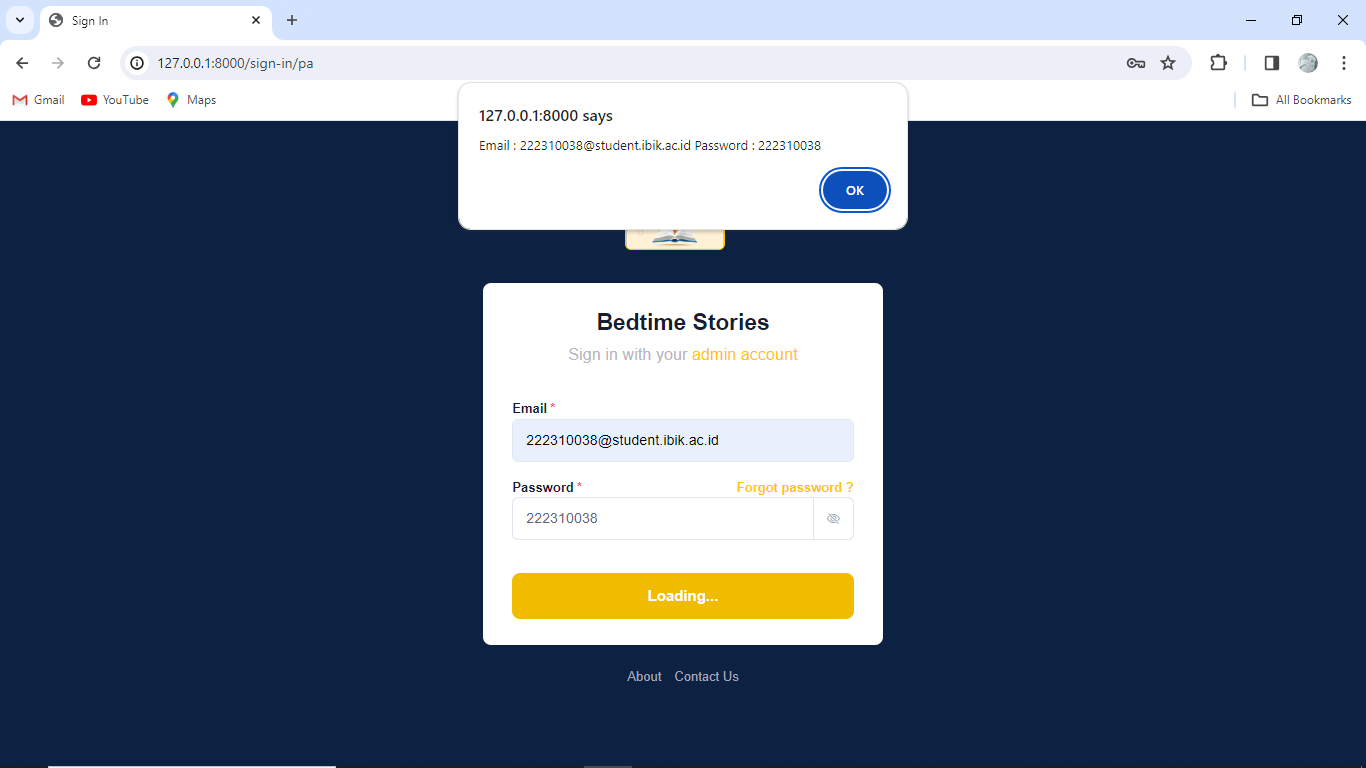 Sign In
127.0.0.1:8000/sign-in/pa
Gmail YouTube Maps All Bookmarks
127.0.0.1:8000 says
Email : 222310038@student.ibik.ac.id Password : 222310038
OK
Bedtime Stories
Sign in with your admin account
Email *
222310038@student.ibik.ac.id
Password * Forgot password ?
222310038
Loading...
About Contact Us